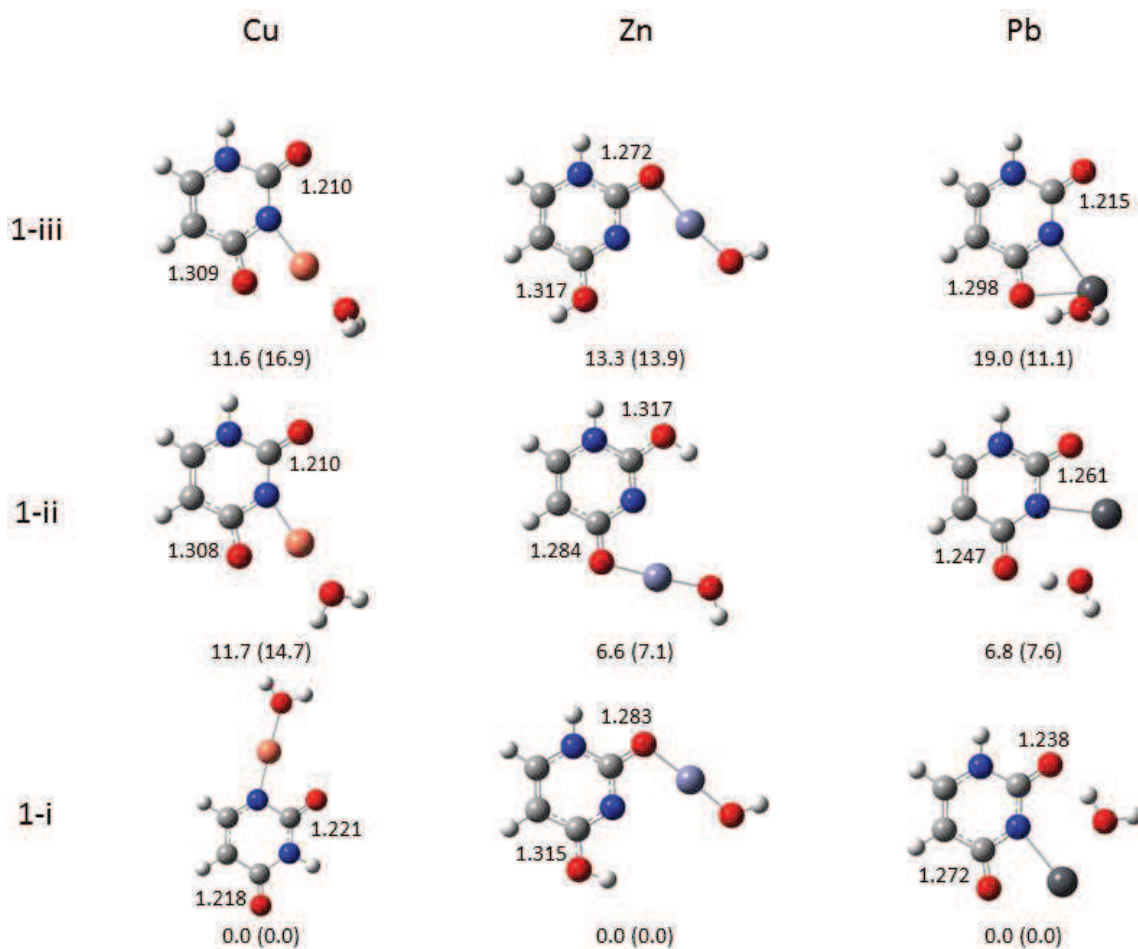 Cu Zn Pb
1-iii
1.210 1.272 1.215
1.309 1.317 1.298
11.6 (16.9) 13.3 (13.9) 19.0 (11.1)
1-ii
1.210 1.317 1.261
1.308 1.284 1.247
11.7 (14.7) 6.6 (7.1) 6.8 (7.6)
1-i
1.221 1.283 1.238
1.218 1.315 1.272
0.0 (0.0) 0.0 (0.0) 0.0 (0.0)